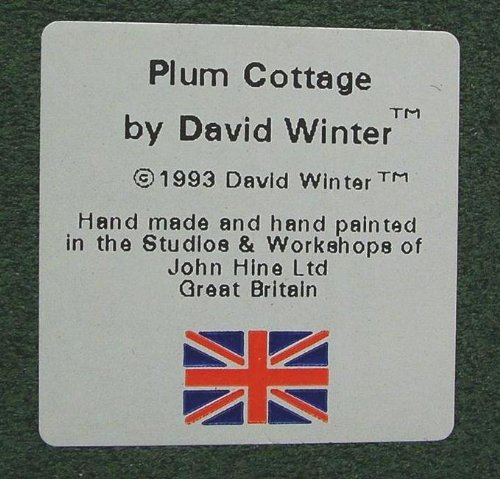 Plum Cottage
by David Winter™
©1993 David Winter™
Hand made and hand painted
in the Studios & Workshops of
John Hine Ltd
Great Britain